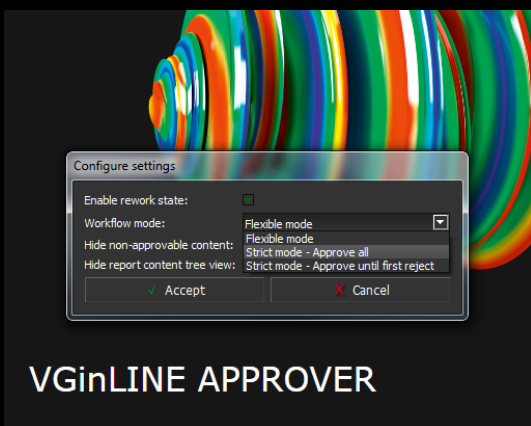 Configure settings
Enable rework state:
Workflow mode: Flexible mode
Flexible mode
Hide non-approvable content: Strict mode - Approve all
Hide report content tree view: Strict mode - Approve until first reject
Accept Cancel
VGinLINE APPROVER